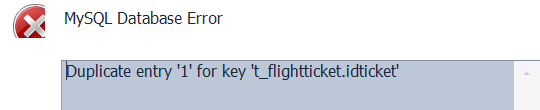 MySQL Database Error
Duplicate entry '1' for key 't_flightticket.idticket'